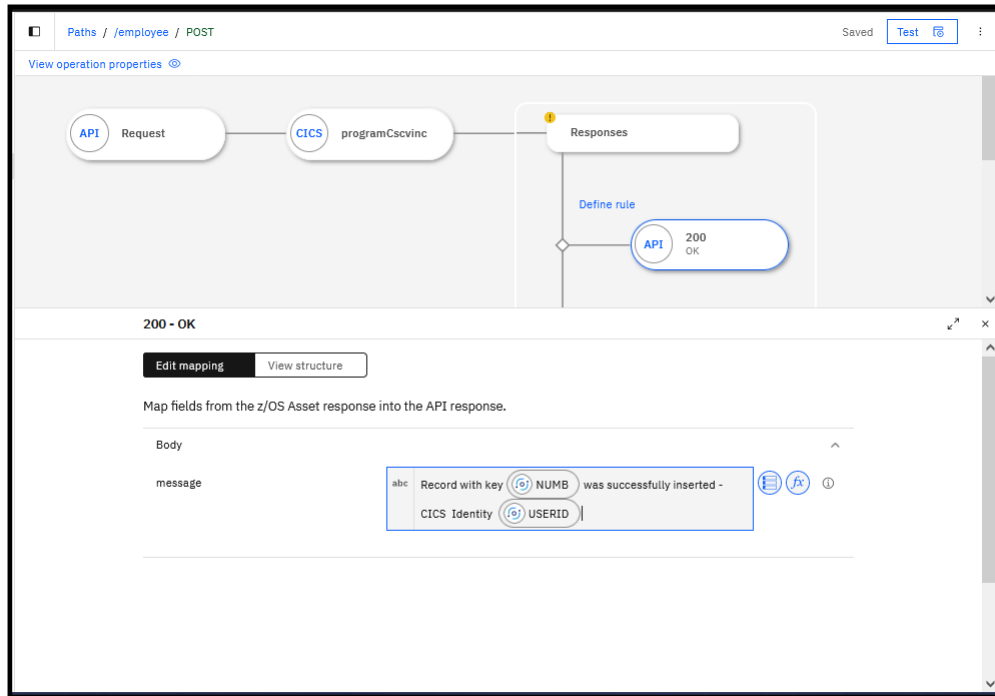 Paths / /employee / POST
Saved
Test
View operation properties
API Request
CICS programCscvinc
! Responses
Define rule
API 200
OK
200 - OK
Edit mapping
View structure
Map fields from the z/OS Asset response into the API response.
Body
message
abc Record with key NUMB was successfully inserted -
CICS Identity USERID
fx